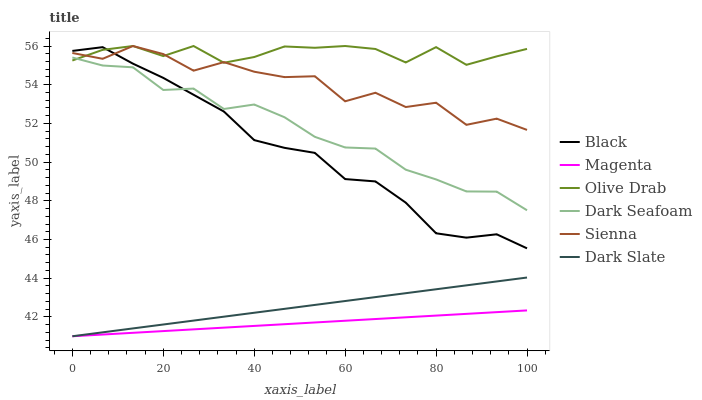 title
yaxis_label
56
54
52
50
48
46
44
42
0
20
40
60
80
100
xaxis_label
Black
Magenta
Olive Drab
Dark Seafoam
Sienna
Dark Slate